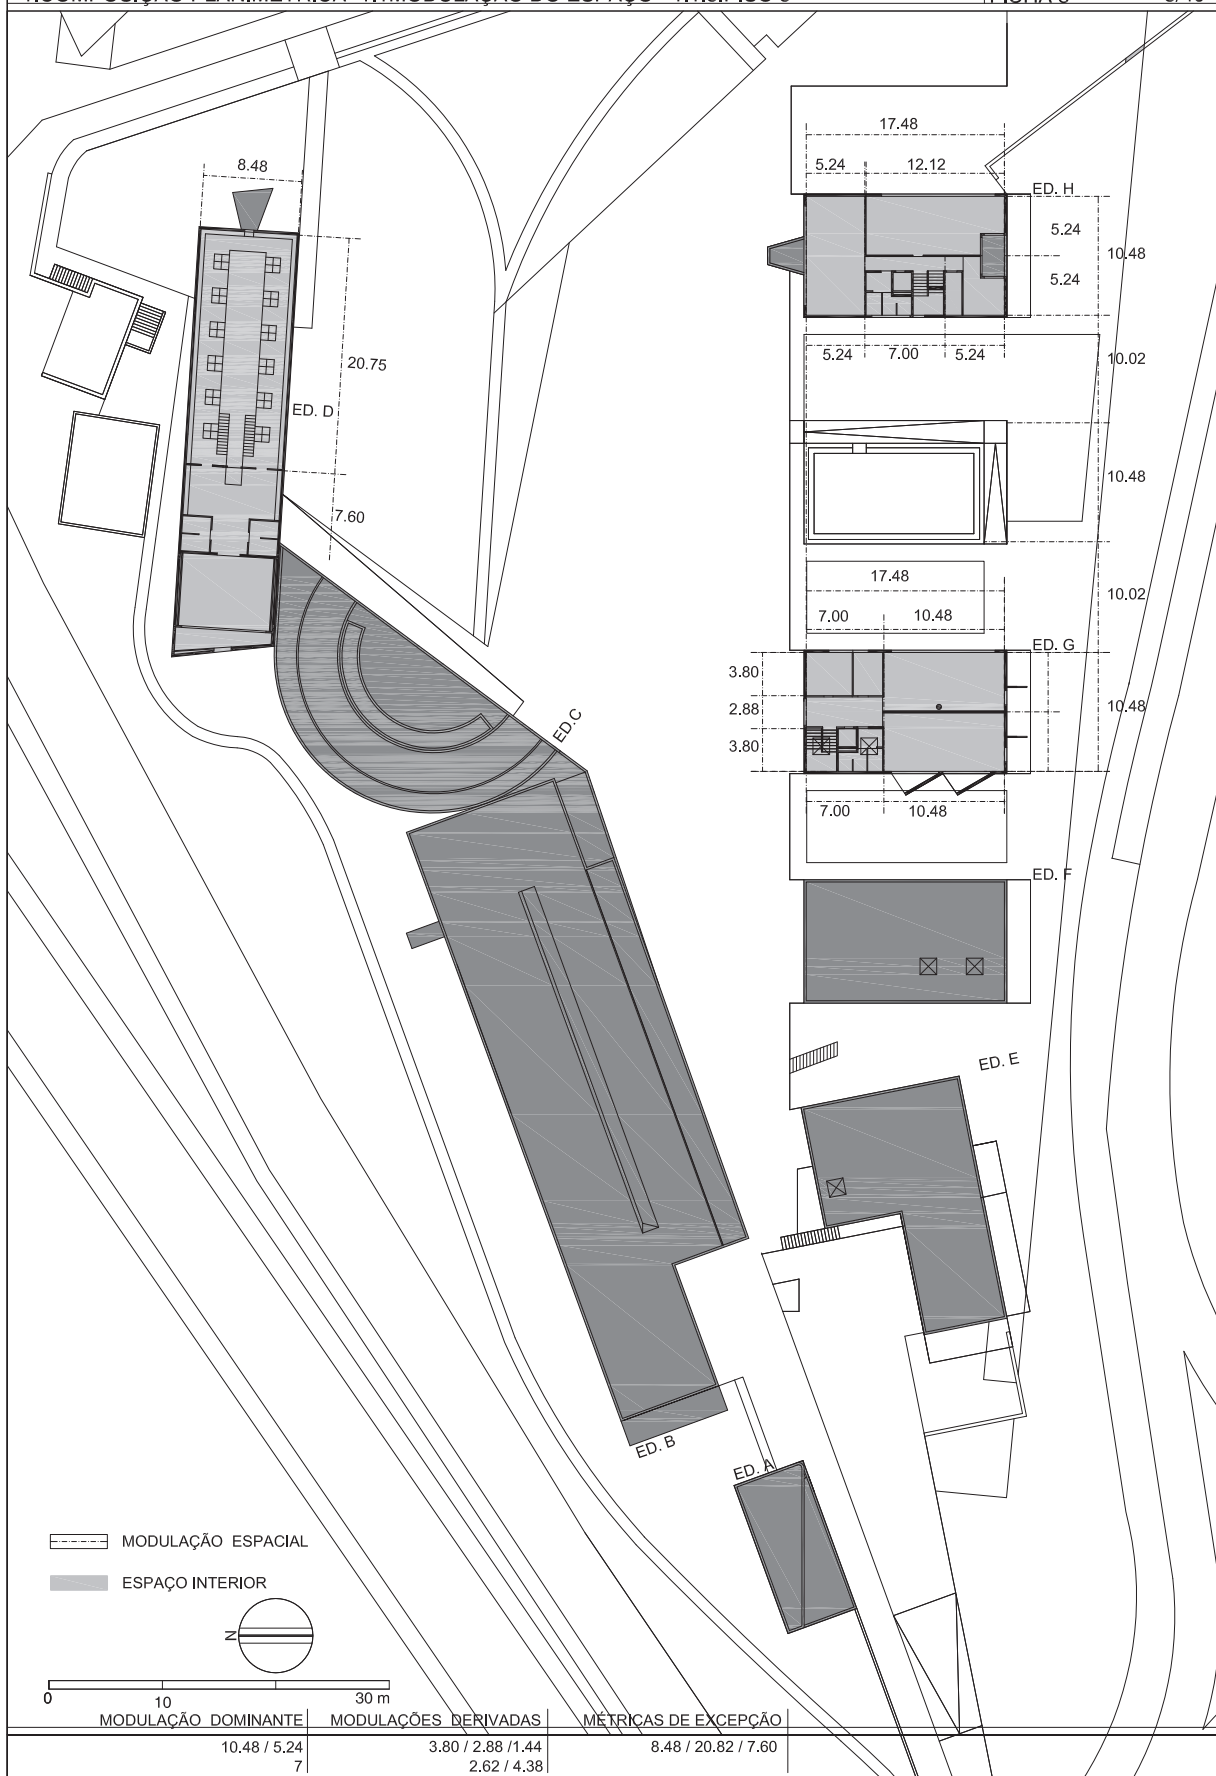 17.48
8.48
5.24 12.12
ED. H
5.24
10.48
5.24
20.75
5.24 7.00 5.24
10.02
ED. D
10.48
7.60
17.48
10.02
7.00 10.48
ED. G
3.80
2.88
10.48
3.80
ED.C
7.00 10.48
ED. F
ED. E
ED. B
ED. A
MODULAÇÃO ESPACIAL
ESPAÇO INTERIOR
N
0 10 30 m
MODULAÇÃO DOMINANTE MODULAÇÕES DERIVADAS MÉTRICAS DE EXCEPÇÃO
10.48 / 5.24 3.80 / 2.88 /1.44 8.48 / 20.82 / 7.60
7 2.62 / 4.38